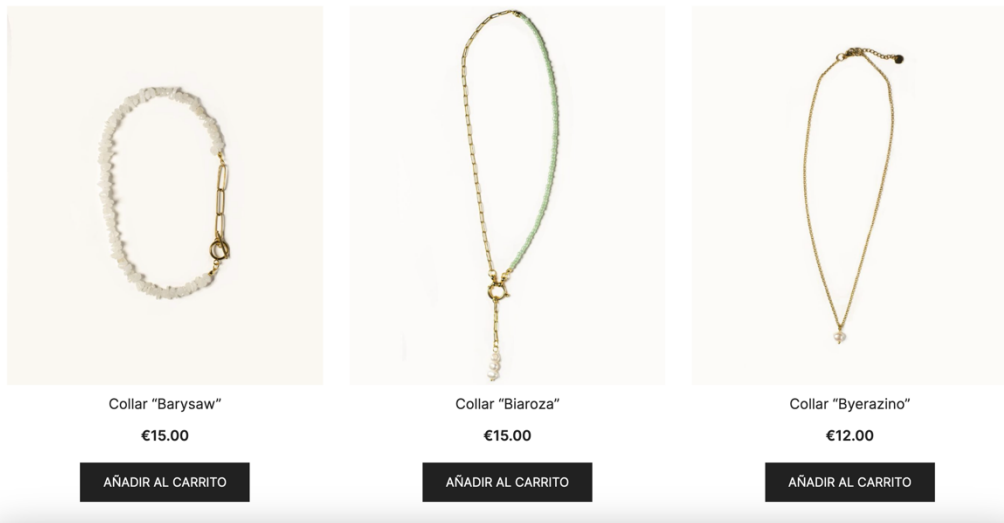 Collar “Barysaw”
€15.00
AÑADIR AL CARRITO
Collar “Biaroza”
€15.00
AÑADIR AL CARRITO
Collar “Byerazino”
€12.00
AÑADIR AL CARRITO